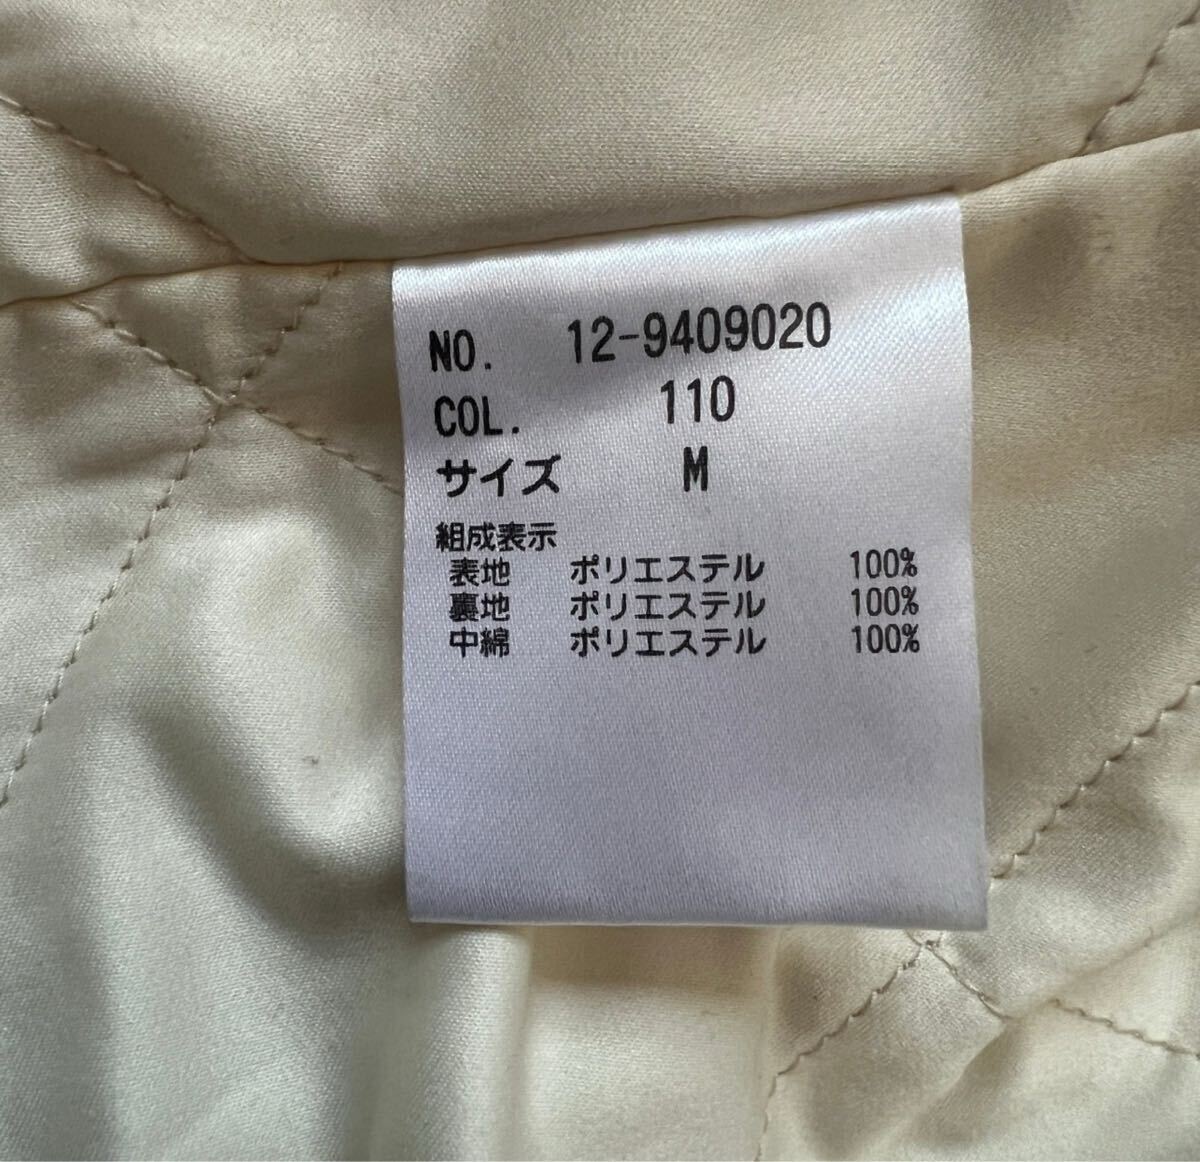 NO. 12-9409020
COL. 110
サイズ M
組成表示
表地 ポリエステル 100%
裏地 ポリエステル 100%
中綿 ポリエステル 100%